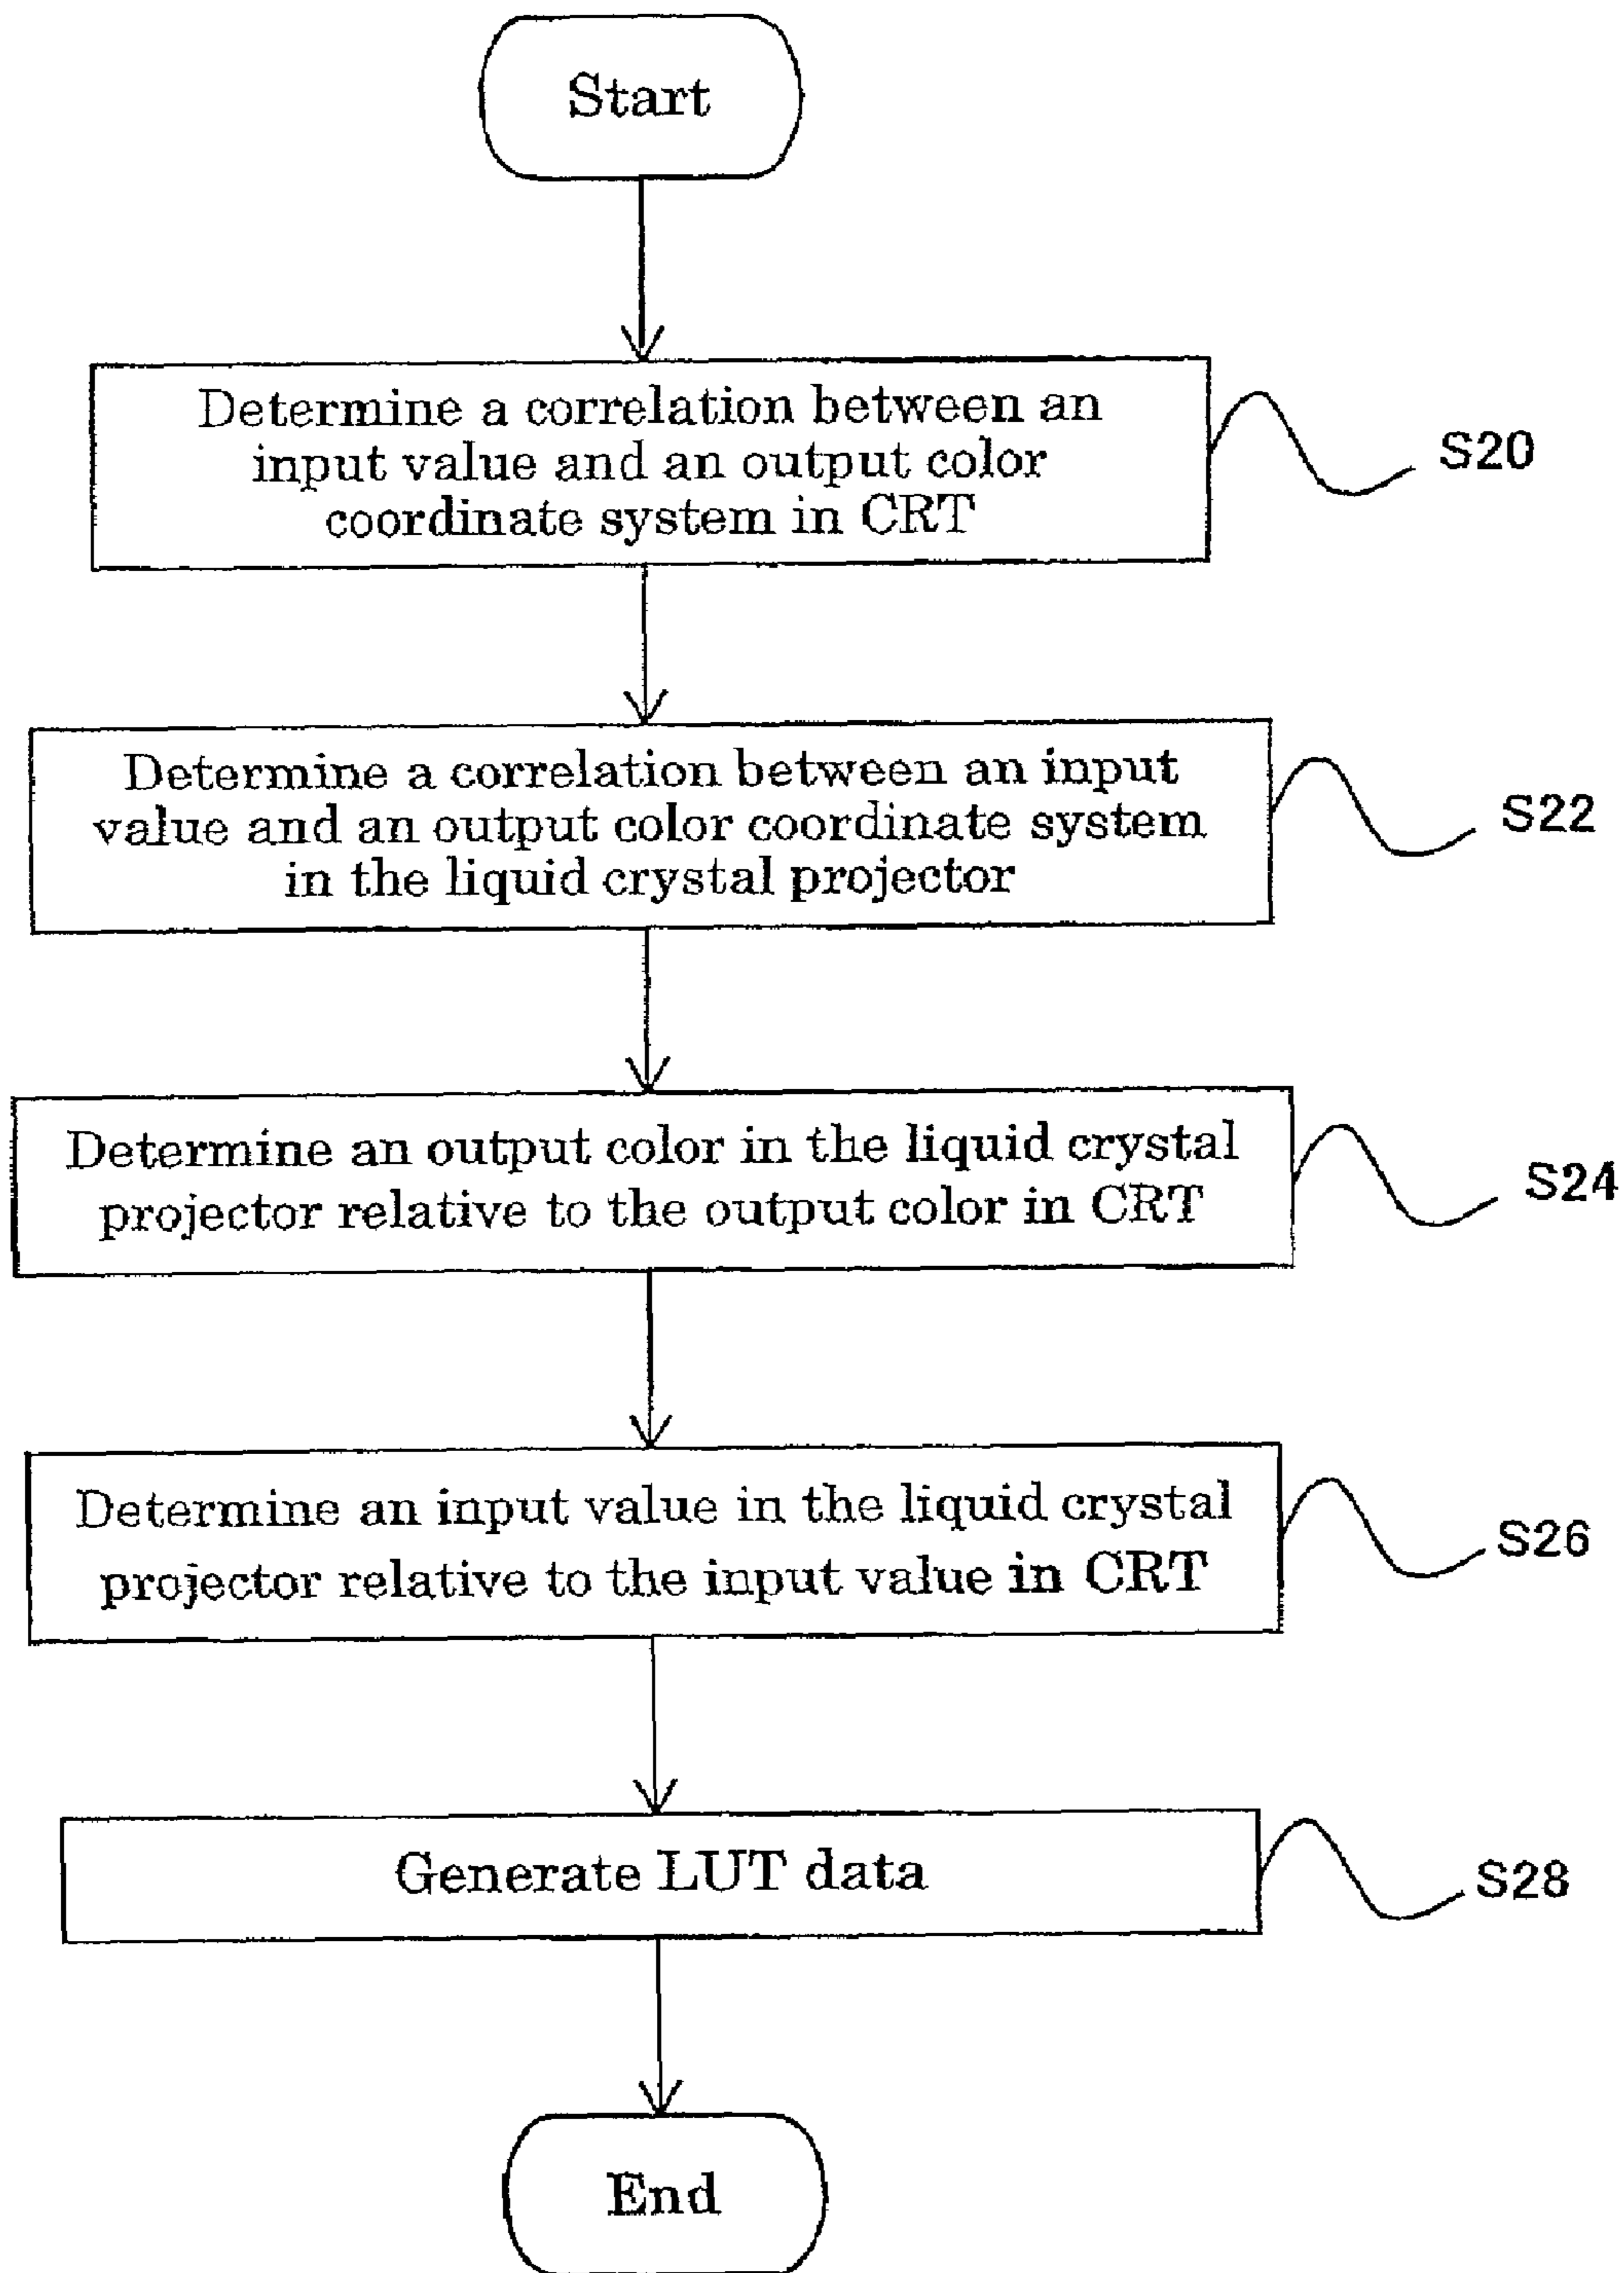 Start
Determine a correlation between an
input value and an output color
coordinate system in CRT
S20
Determine a correlation between an input
value and an output color coordinate system
in the liquid crystal projector
S22
Determine an output color in the liquid crystal
projector relative to the output color in CRT
S24
Determine an input value in the liquid crystal
projector relative to the input value in CRT
S26
Generate LUT data
S28
End